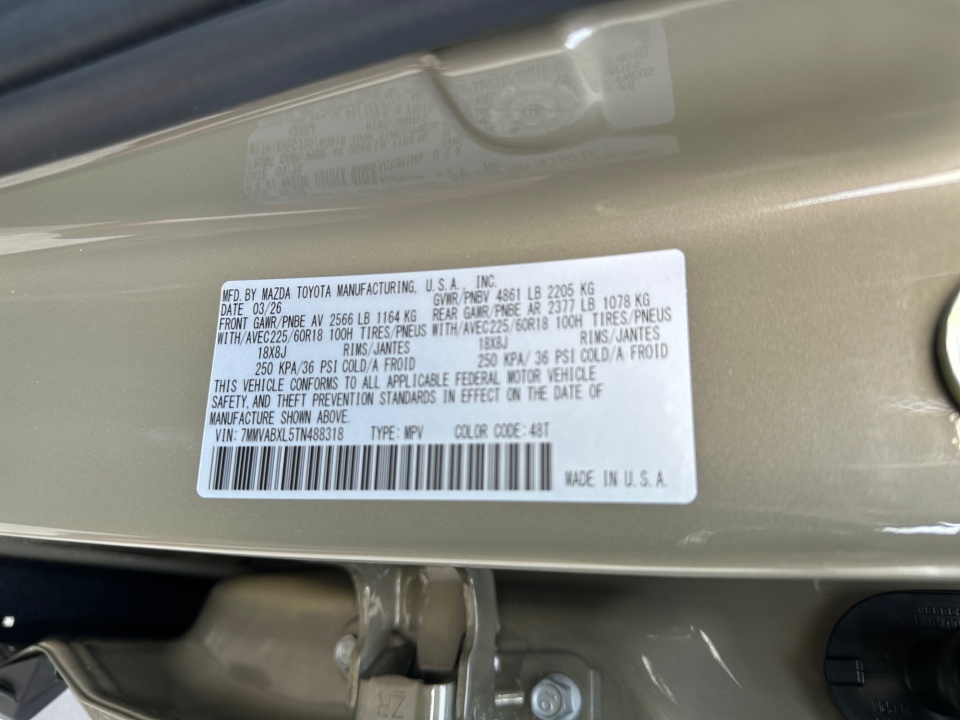 MFD. BY MAZDA TOYOTA MANUFACTURING, U.S.A., INC.
DATE 03/26 GVWR/PNBV 4861 LB 2205 KG
FRONT GAWR/PNBE AV 2566 LB 1164 KG REAR GAWR/PNBE AR 2377 LB 1078 KG
WITH/AVEC225/60R18 100H TIRES/PNEUS WITH/AVEC225/60R18 100H TIRES/PNEUS
18X8J RIMS/JANTES 18X8J RIMS/JANTES
250 KPA/36 PSI COLD/A FROID 250 KPA/ 36 PSI COLD/A FROID
THIS VEHICLE CONFORMS TO ALL APPLICABLE FEDERAL MOTOR VEHICLE
SAFETY, AND THEFT PREVENTION STANDARDS IN EFFECT ON THE DATE OF
MANUFACTURE SHOWN ABOVE.
VIN: 7MMVABXL5TN488318 TYPE: MPV COLOR CODE: 48T
MADE IN U.S.A.
ZR